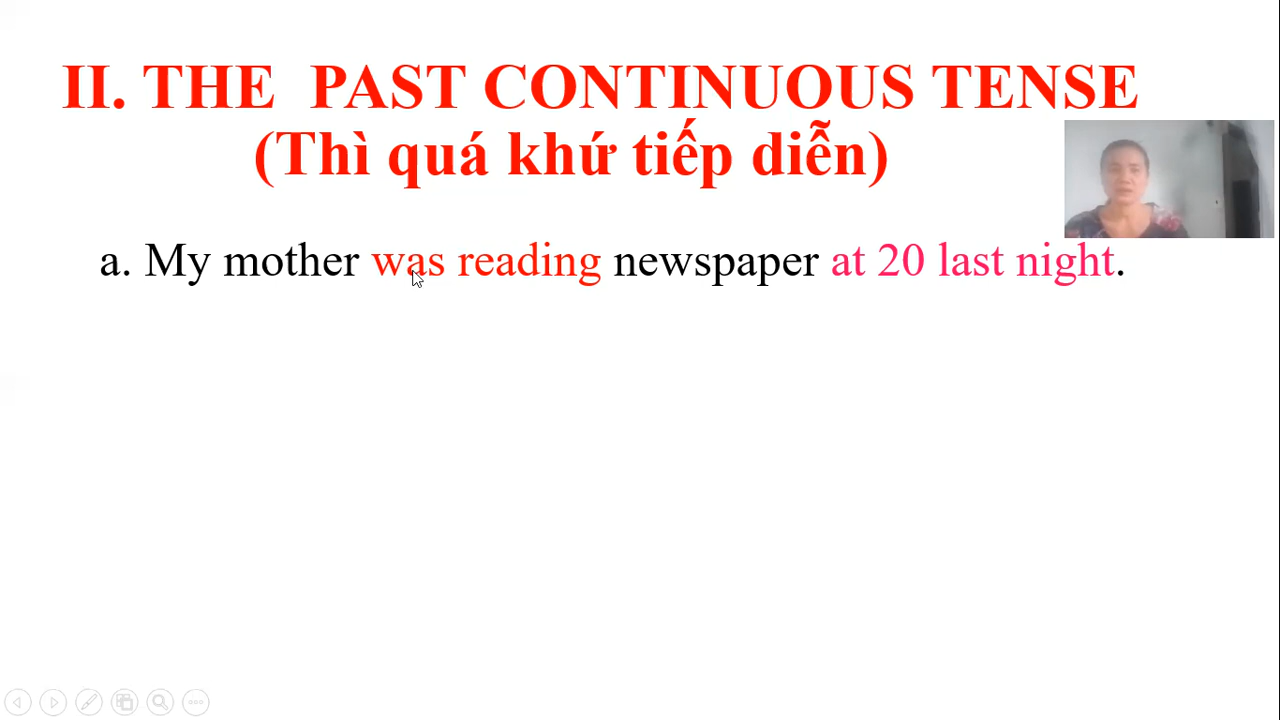 II. THE PAST CONTINUOUS TENSE
(Thì quá khứ tiếp diễn)
a. My mother was reading newspaper at 20 last night.